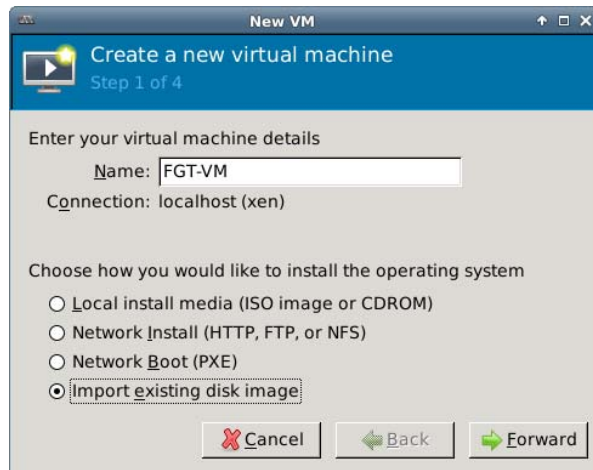 New VM
Create a new virtual machine
Step 1 of 4
Enter your virtual machine details
Name: FGT-VM
Connection: localhost (xen)
Choose how you would like to install the operating system
Local install media (ISO image or CDROM)
Network Install (HTTP, FTP, or NFS)
Network Boot (PXE)
Import existing disk image
Cancel Back Forward